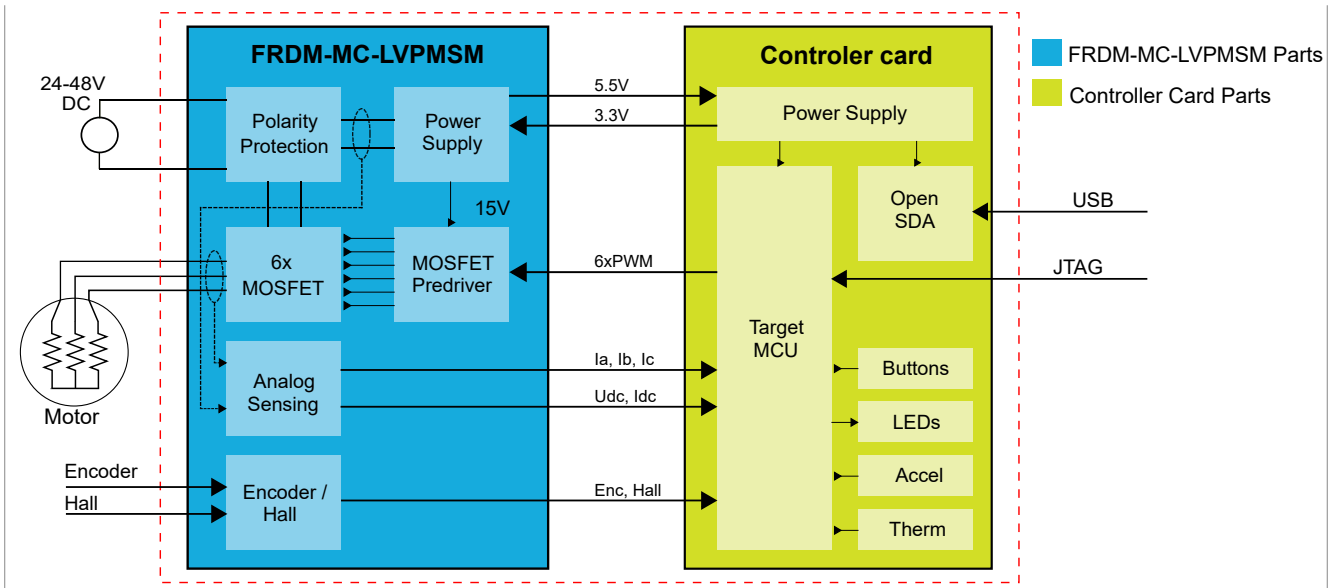 FRDM-MC-LVPMSM
Controler card
FRDM-MC-LVPMSM Parts
Controller Card Parts
24-48V
DC
Polarity
Protection
Power
Supply
5.5V
3.3V
Power Supply
15V
Open
SDA
USB
6x
MOSFET
MOSFET
Predriver
6xPWM
JTAG
Target
MCU
Motor
Analog
Sensing
Ia, Ib, Ic
Udc, Idc
Buttons
LEDs
Encoder
Hall
Encoder /
Hall
Enc, Hall
Accel
Therm